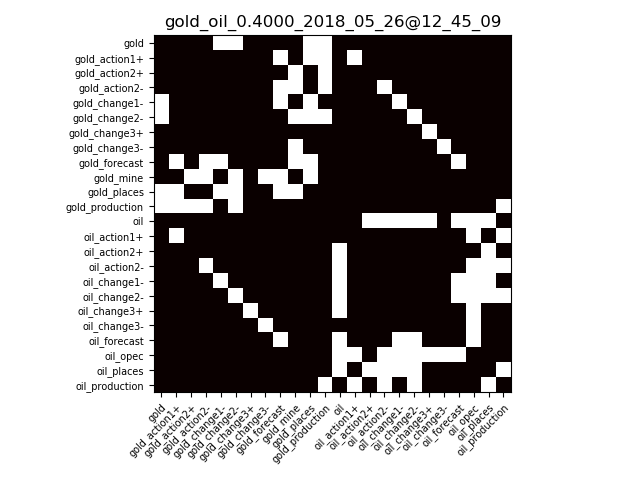 gold_oil_0.4000_2018_05_26@12_45_09
gold
gold_action1+
gold_action2+
gold_action2-
gold_change1-
gold_change2-
gold_change3+
gold_change3-
gold_forecast
gold_mine
gold_places
gold_production
oil
oil_action1+
oil_action2+
oil_action2-
oil_change1-
oil_change2-
oil_change3+
oil_change3-
oil_forecast
oil_opec
oil_places
oil_production
gold
gold_action1+
gold_action2+
gold_action2-
gold_change1-
gold_change2-
gold_change3+
gold_change3-
gold_forecast
gold_mine
gold_places
gold_production
oil
oil_action1+
oil_action2+
oil_action2-
oil_change1-
oil_change2-
oil_change3+
oil_change3-
oil_forecast
oil_opec
oil_places
oil_production